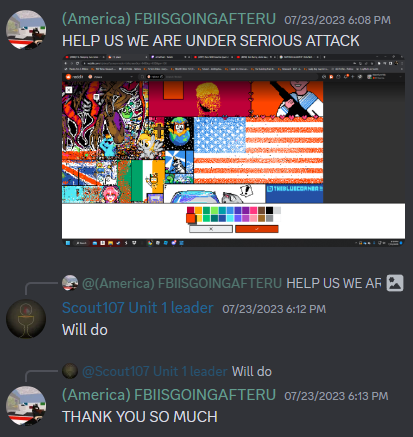 (America) FBIISGOINGAFTERU 07/23/2023 6:08 PM
HELP US WE ARE UNDER SERIOUS ATTACK
reddit
THEBLUECORNER!!
@(America) FBIISGOINGAFTERU HELP US WE AR
Scout107 Unit 1 leader 07/23/2023 6:12 PM
Will do
@Scout107 Unit 1 leader Will do
(America) FBIISGOINGAFTERU 07/23/2023 6:13 PM
THANK YOU SO MUCH